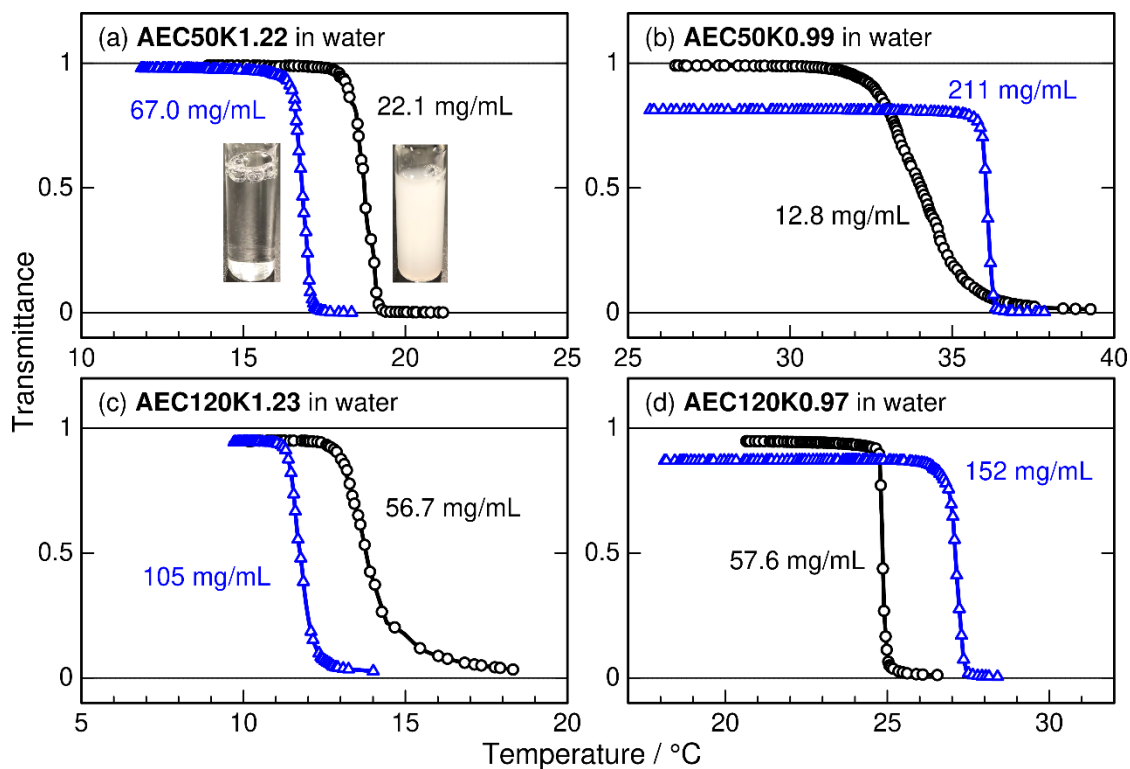 (a) AEC50K1.22 in water
67.0 mg/mL
22.1 mg/mL
1
0.5
0
10
15
20
25
(b) AEC50K0.99 in water
211 mg/mL
12.8 mg/mL
25
30
35
40
Transmittance
(c) AEC120K1.23 in water
56.7 mg/mL
105 mg/mL
1
0.5
0
5
10
15
20
(d) AEC120K0.97 in water
152 mg/mL
57.6 mg/mL
20
25
30
Temperature / °C